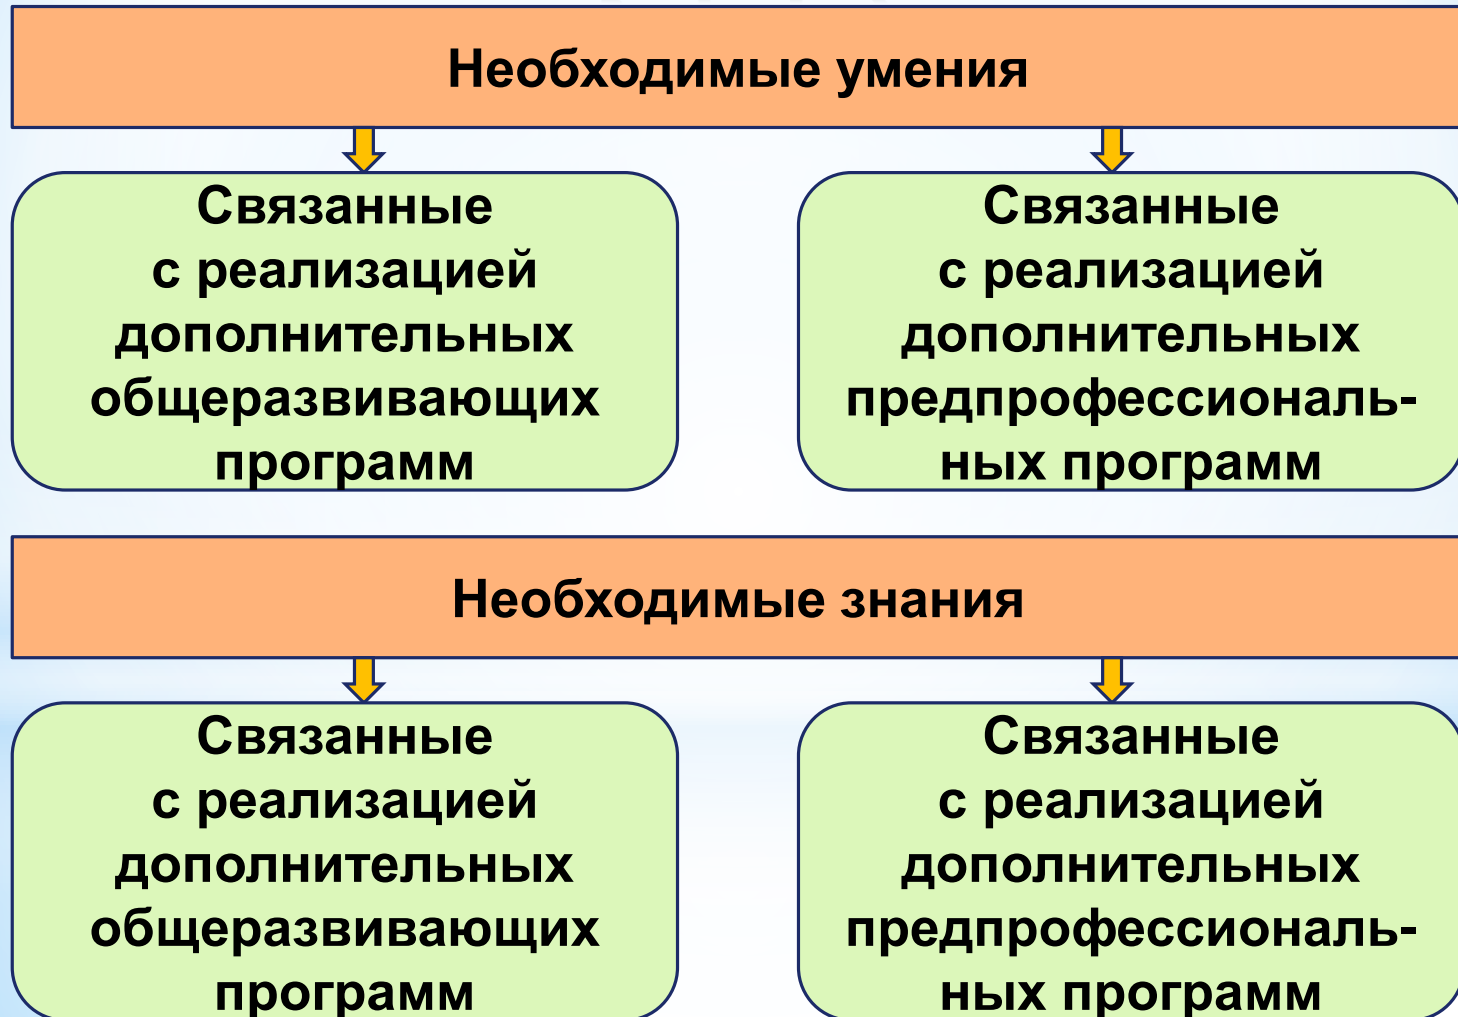 Необходимые умения
Связанные
с реализацией
дополнительных
общеразвивающих
программ
Связанные
с реализацией
дополнительных
предпрофессиональ-
ных программ
Необходимые знания
Связанные
с реализацией
дополнительных
общеразвивающих
программ
Связанные
с реализацией
дополнительных
предпрофессиональ-
ных программ